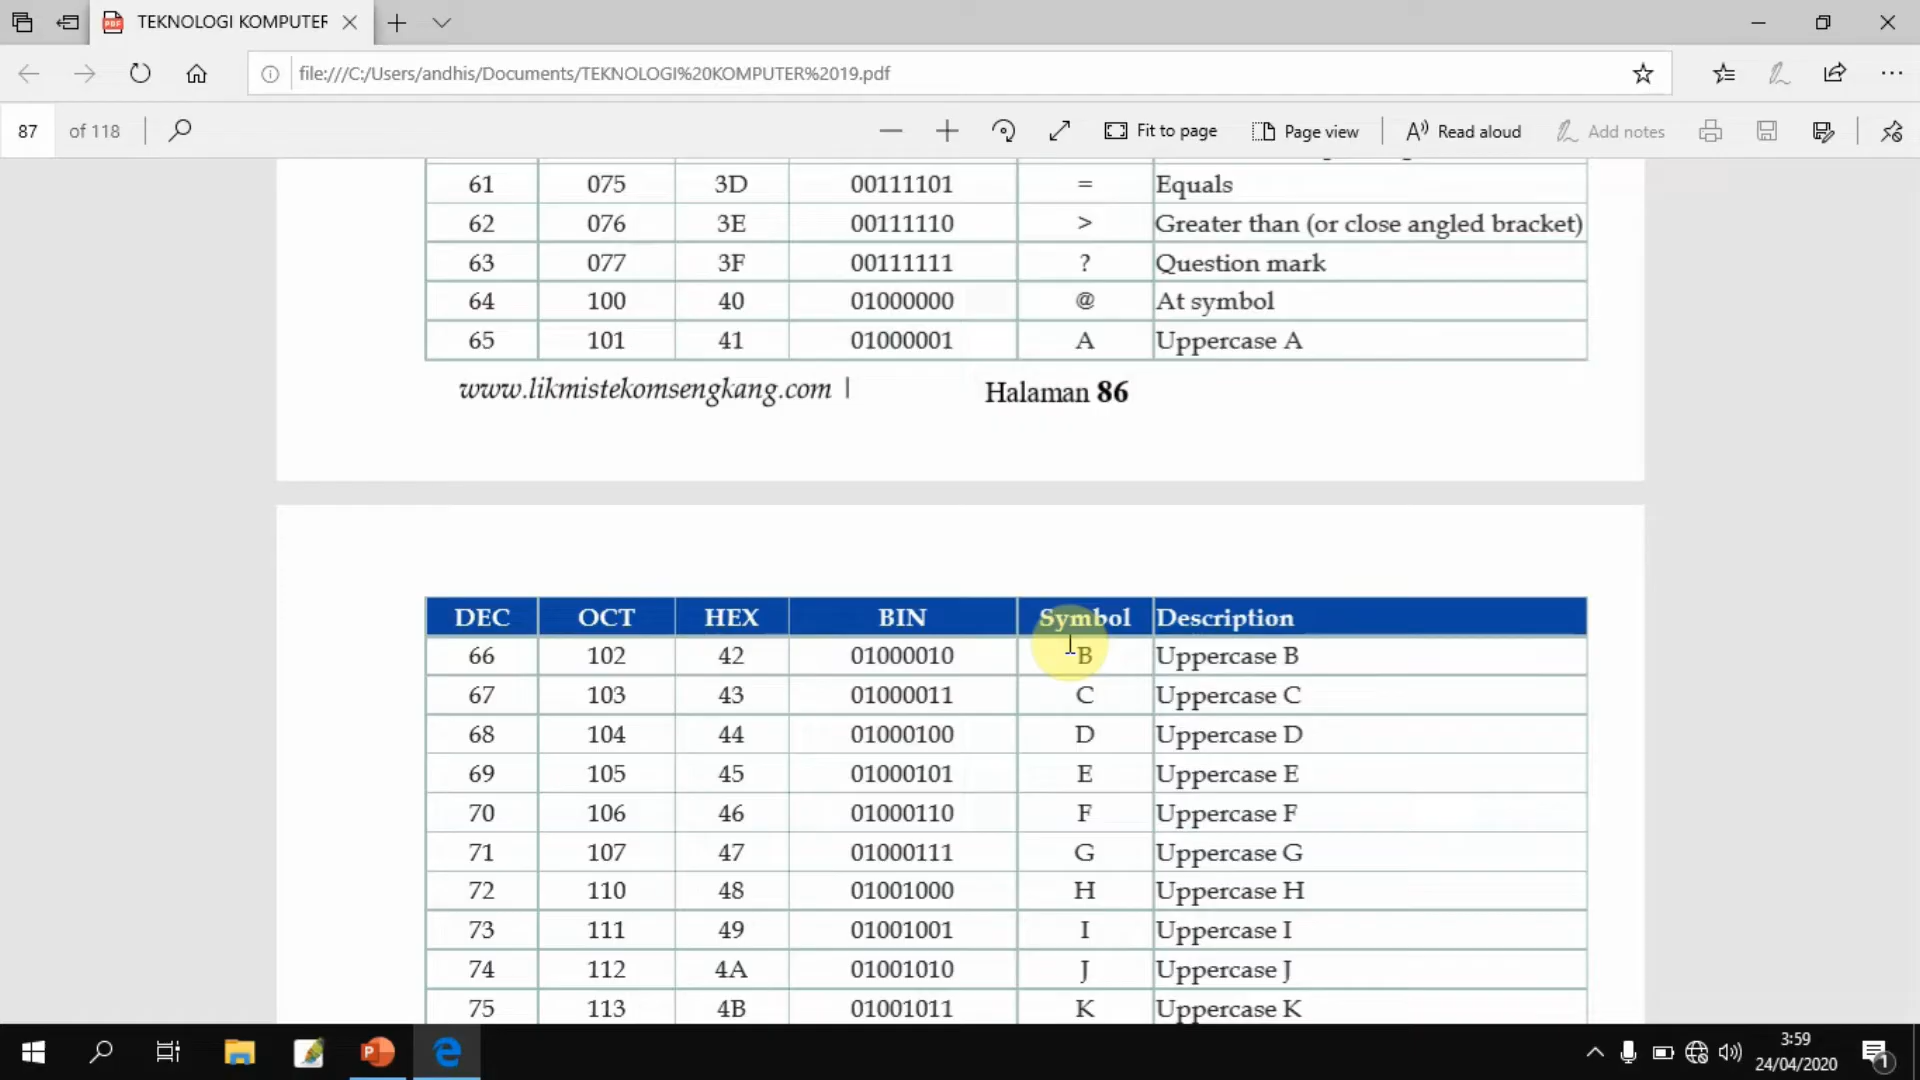 TEKNOLOGI KOMPUTER
file:///C:/Users/andhis/Documents/TEKNOLOGI%20KOMPUTER%2019.pdf
87 of 118 Fit to page Page view Read aloud Add notes
61 075 3D 00111101 = Equals
62 076 3E 00111110 > Greater than (or close angled bracket)
63 077 3F 00111111 ? Question mark
64 100 40 01000000 @ At symbol
65 101 41 01000001 A Uppercase A
www.likmistekomsengkang.com | Halaman 86
DEC OCT HEX BIN Symbol Description
66 102 42 01000010 B Uppercase B
67 103 43 01000011 C Uppercase C
68 104 44 01000100 D Uppercase D
69 105 45 01000101 E Uppercase E
70 106 46 01000110 F Uppercase F
71 107 47 01000111 G Uppercase G
72 110 48 01001000 H Uppercase H
73 111 49 01001001 I Uppercase I
74 112 4A 01001010 J Uppercase J
75 113 4B 01001011 K Uppercase K
3:59
24/04/2020
1